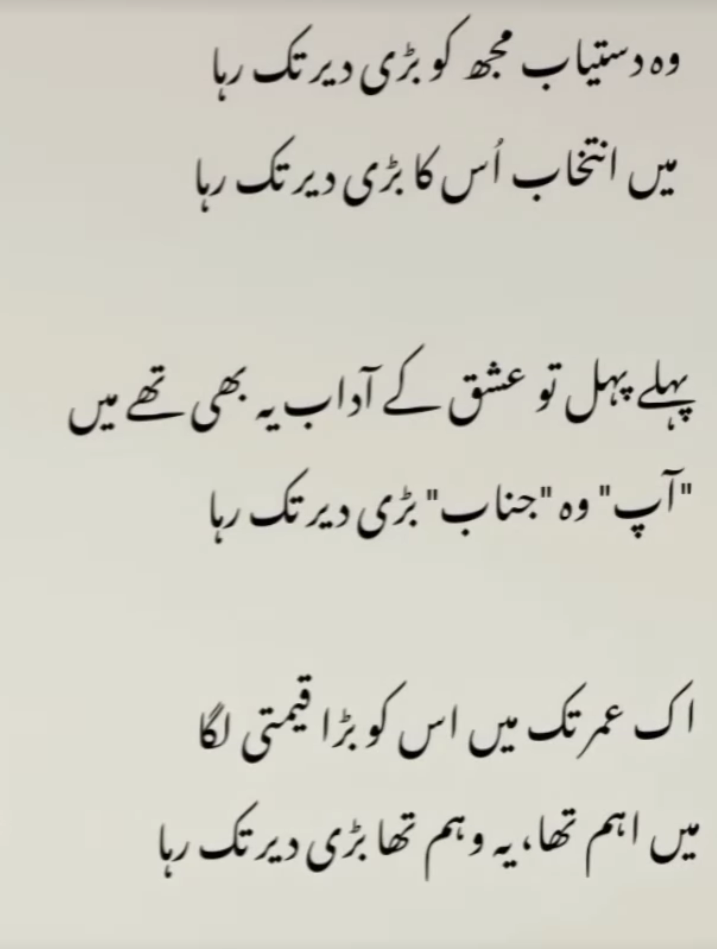 وہ دستیاب مجھ کو بڑی دیر تک رہا
میں انتخاب اُس کا بڑی دیر تک رہا
پہلے پہل تو عشق کے آداب یہ بھی تھے میں
"آپ" وہ "جناب" بڑی دیر تک رہا
اک عمر تک میں اس کو بڑا قیمتی لگا
میں اہم تھا، یہ وہم تھا بڑی دیر تک رہا